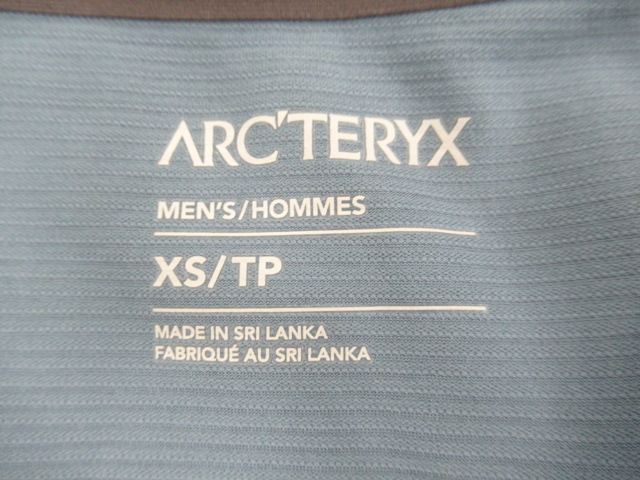 ARC'TERYX
MEN'S/HOMMES
XS/TP
MADE IN SRI LANKA
FABRIQUÉ AU SRI LANKA